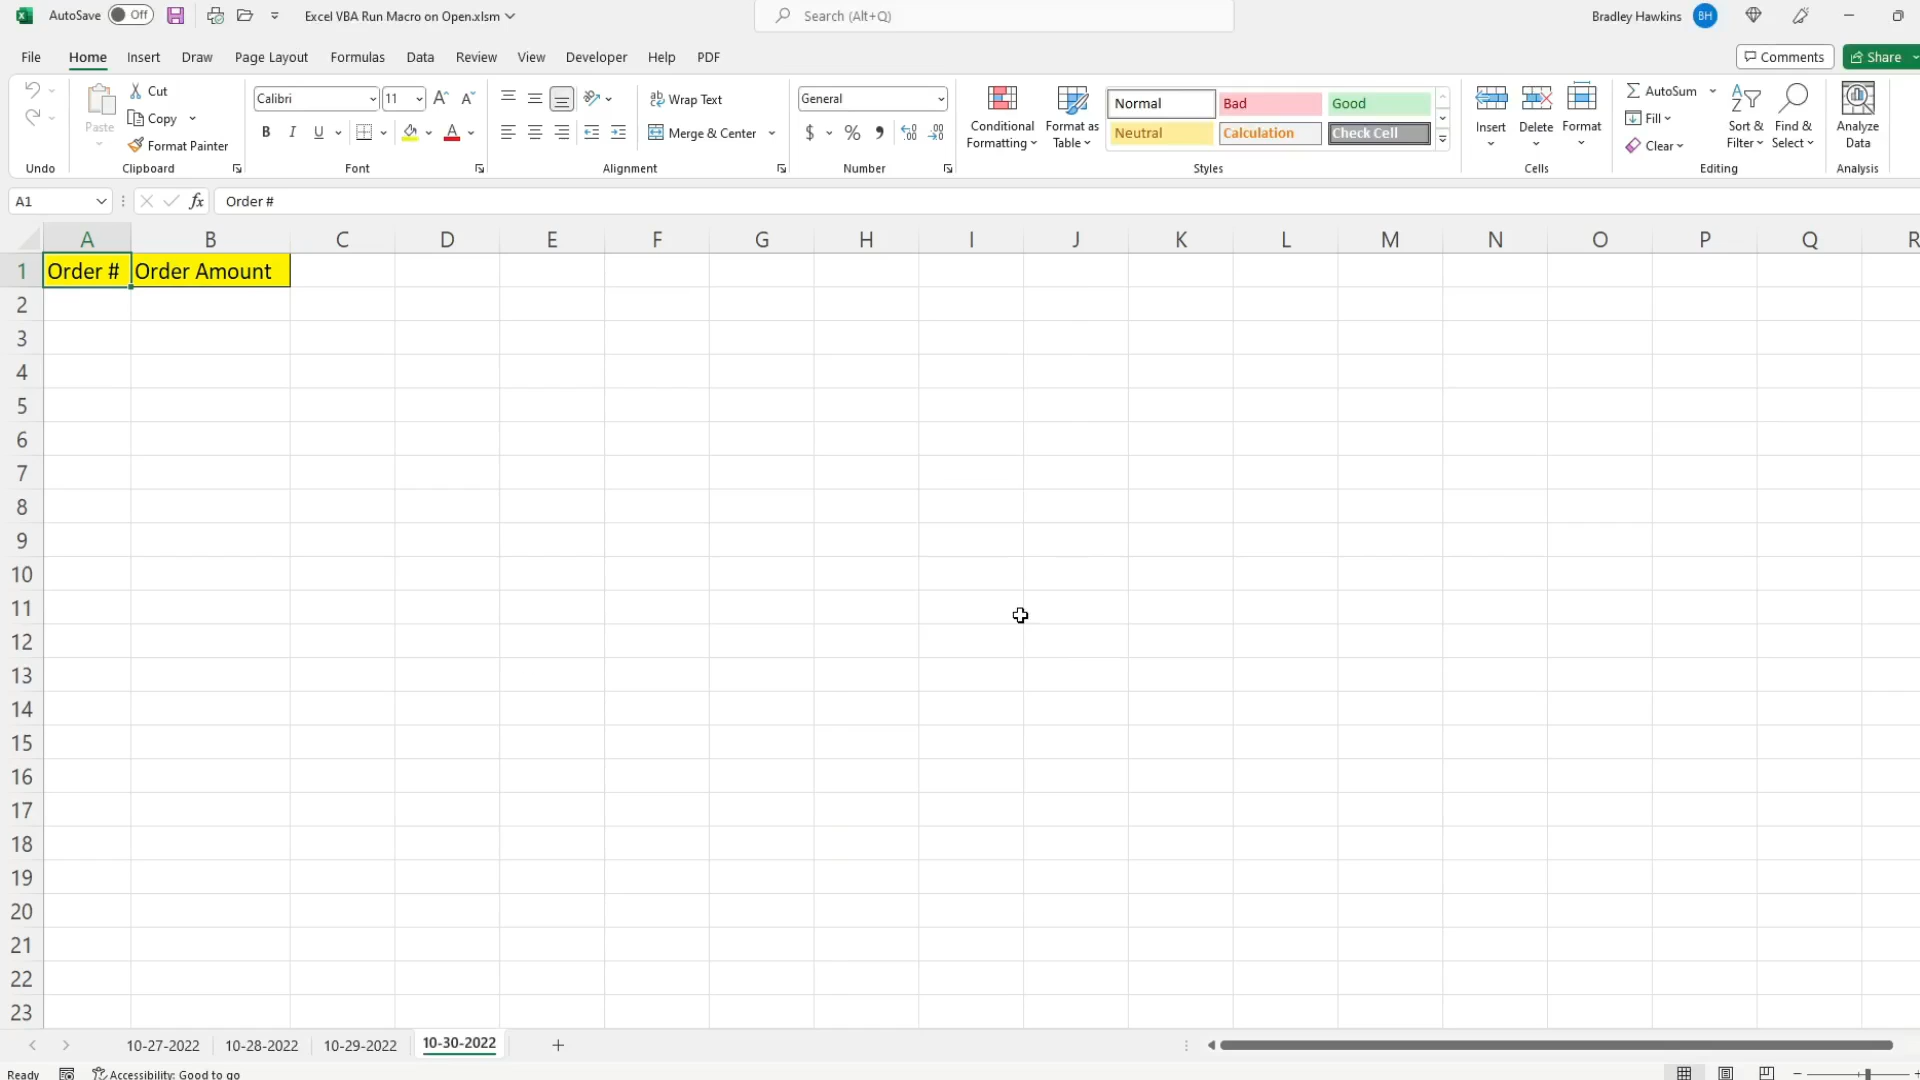 AutoSave Off Excel VBA Run Macro on Open.xlsm Search (Alt+Q) Bradley Hawkins BH
File Home Insert Draw Page Layout Formulas Data Review View Developer Help PDF Comments Share
Cut
Copy
Format Painter
Paste
Undo
Clipboard
Calibri 11
B I U A
Font
Wrap Text
Merge & Center
Alignment
General
$ %
Number
Conditional Formatting
Format as Table
Normal Bad Good
Neutral Calculation Check Cell
Styles
Insert Delete Format
Cells
AutoSum
Fill
Clear
Sort & Filter
Find & Select
Editing
Analyze Data
Analysis
A1 fx Order #
A B C D E F G H I J K L M N O P Q R
1 Order # Order Amount
2
3
4
5
6
7
8
9
10
11
12
13
14
15
16
17
18
19
20
21
22
23
10-27-2022 10-28-2022 10-29-2022 10-30-2022
Ready Accessibility: Good to go